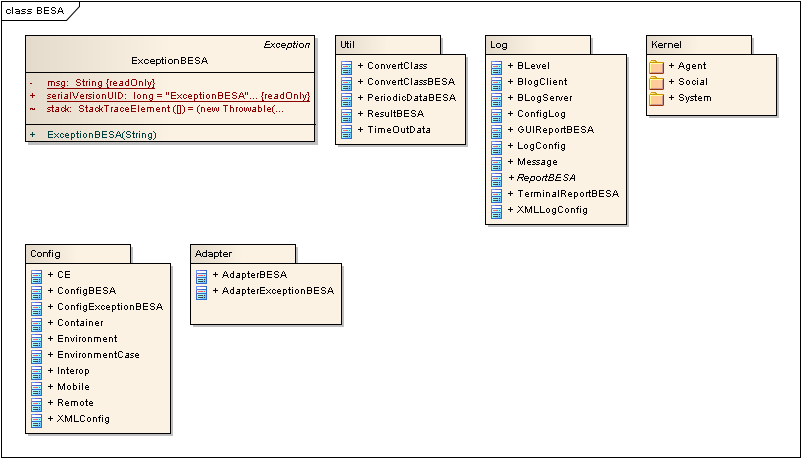 class BESA
Exception
ExceptionBESA
- msg: String {readOnly}
+ serialVersionUID: long = "ExceptionBESA"... {readOnly}
~ stack: StackTraceElement ([]) = (new Throwable(...
+ ExceptionBESA(String)
Util
+ ConvertClass
+ ConvertClassBESA
+ PeriodicDataBESA
+ ResultBESA
+ TimeOutData
Log
+ BLevel
+ BlogClient
+ BLogServer
+ ConfigLog
+ GUIReportBESA
+ LogConfig
+ Message
+ ReportBESA
+ TerminalReportBESA
+ XMLLogConfig
Kernel
+ Agent
+ Social
+ System
Config
+ CE
+ ConfigBESA
+ ConfigExceptionBESA
+ Container
+ Environment
+ EnvironmentCase
+ Interop
+ Mobile
+ Remote
+ XMLConfig
Adapter
+ AdapterBESA
+ AdapterExceptionBESA